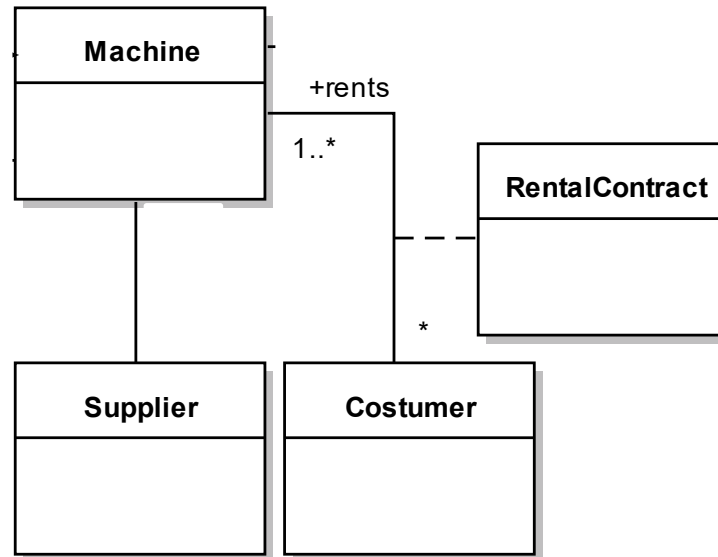 Machine
+rents
1..*
RentalContract
*
Supplier
Costumer